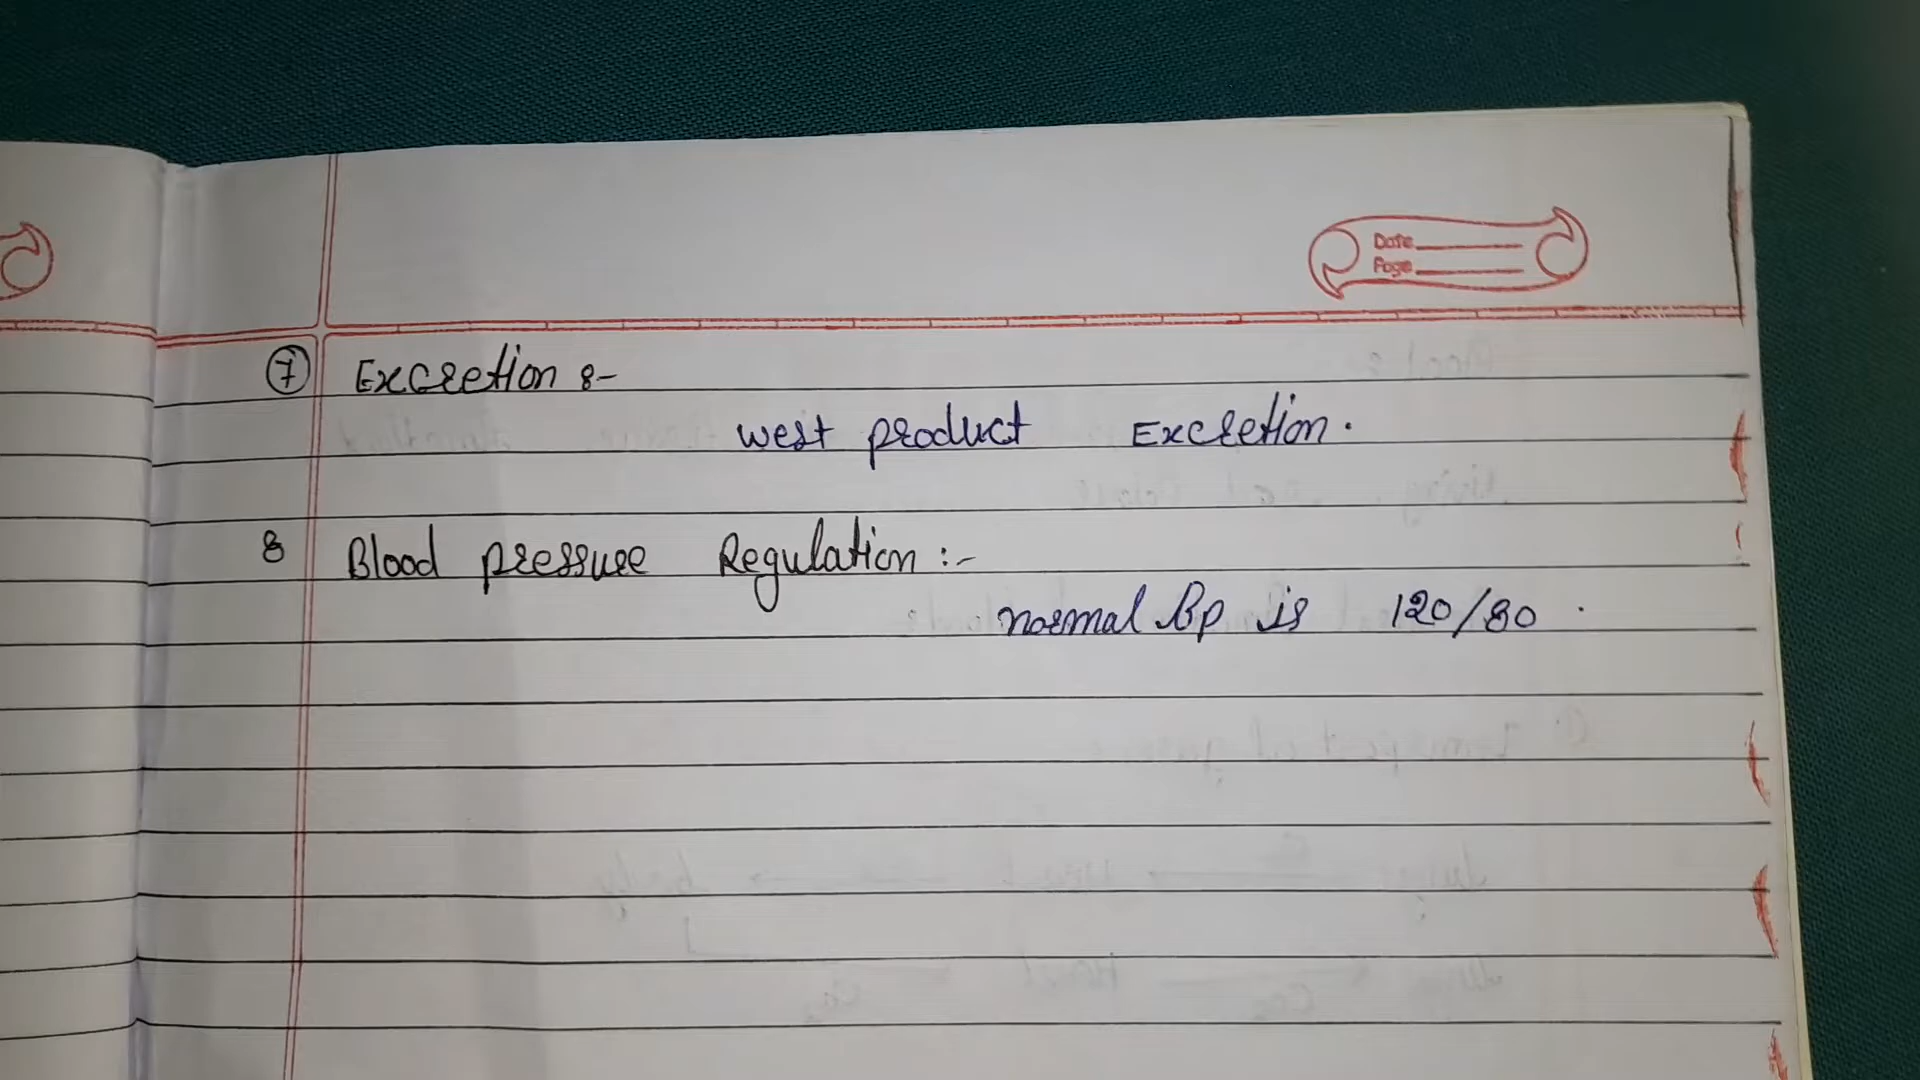 Date
Page
7 Excretion :-
west product Excretion.
8 Blood pressure Regulation :-
normal Bp is 120/80 .